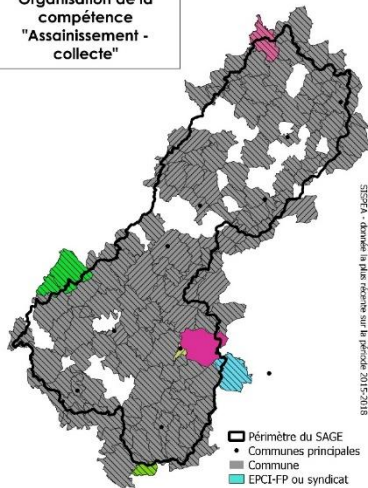 Organisation de la
compétence
"Assainissement -
collecte"
SISPEA - donnée la plus récente sur la période 2015-2018
Périmètre du SAGE
Communes principales
Commune
EPCI-FP ou syndicat